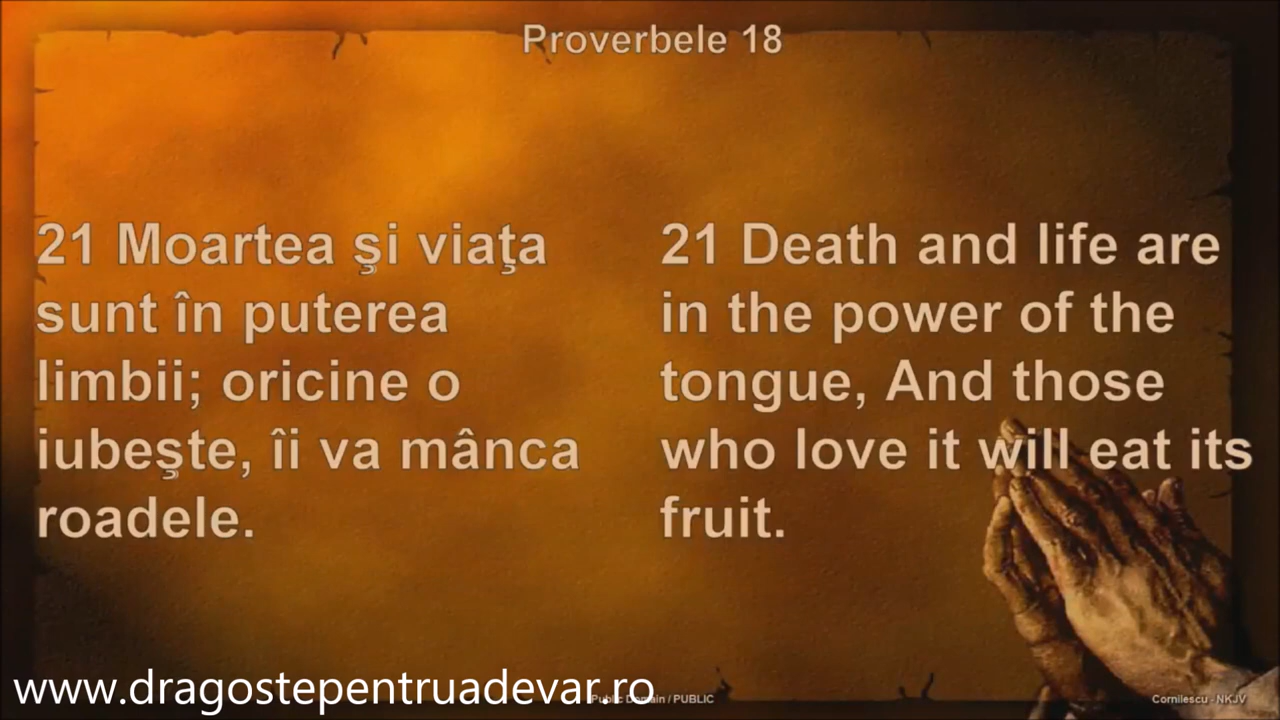 Proverbele 18
21 Moartea şi viaţa
sunt în puterea
limbii; oricine o
iubeşte, îi va mânca
roadele.
21 Death and life are
in the power of the
tongue, And those
who love it will eat its
fruit.
www.dragostepentruadevar.ro
Public Domain / PUBLIC
Cornilescu - NKJV